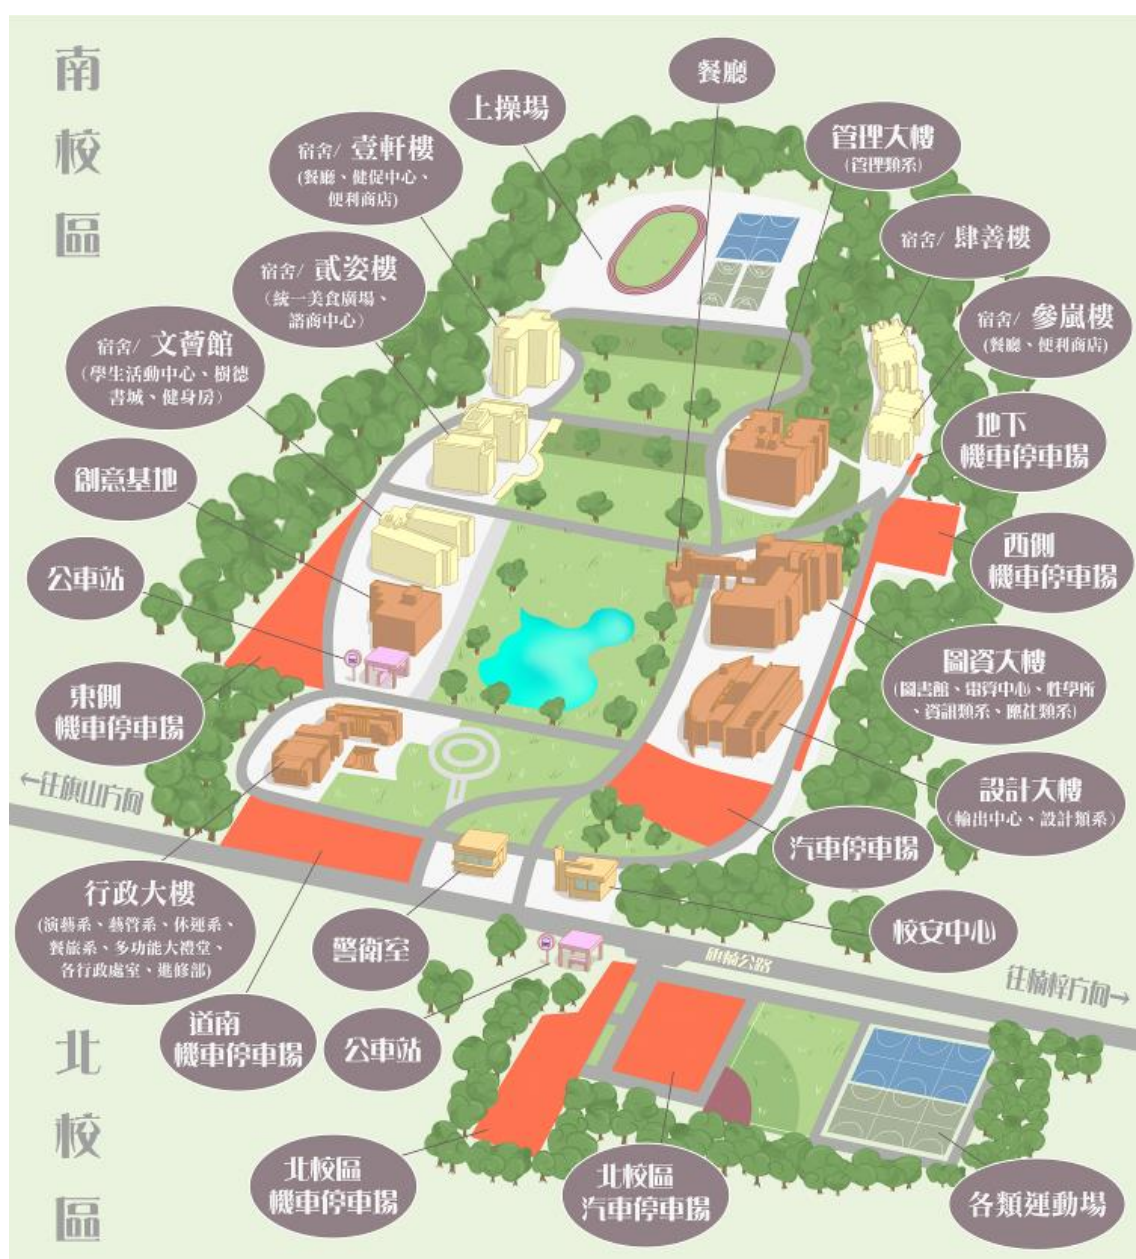 南
校
區
餐廳
上操場
管理大樓
(管理類系)
宿舍/ 壹軒樓
(餐廳、健促中心、
便利商店)
宿舍/ 肆善樓
宿舍/ 貳姿樓
(統一美食廣場、
諮商中心)
宿舍/ 參嵐樓
(餐廳、便利商店)
宿舍/ 文薈館
(學生活動中心、樹德
書城、健身房)
地下
機車停車場
創意基地
西側
機車停車場
公車站
圖資大樓
(圖書館、電算中心、性學所
、資訊類系、應社類系)
東側
機車停車場
←往旗山方向
設計大樓
(輸出中心、設計類系)
汽車停車場
行政大樓
(演藝系、藝管系、休運系、
餐旅系、多功能大禮堂、
各行政處室、進修部)
警衛室
校安中心
旗楠公路
往楠梓方向→
道南
機車停車場
公車站
北
校
區
北校區
機車停車場
北校區
汽車停車場
各類運動場